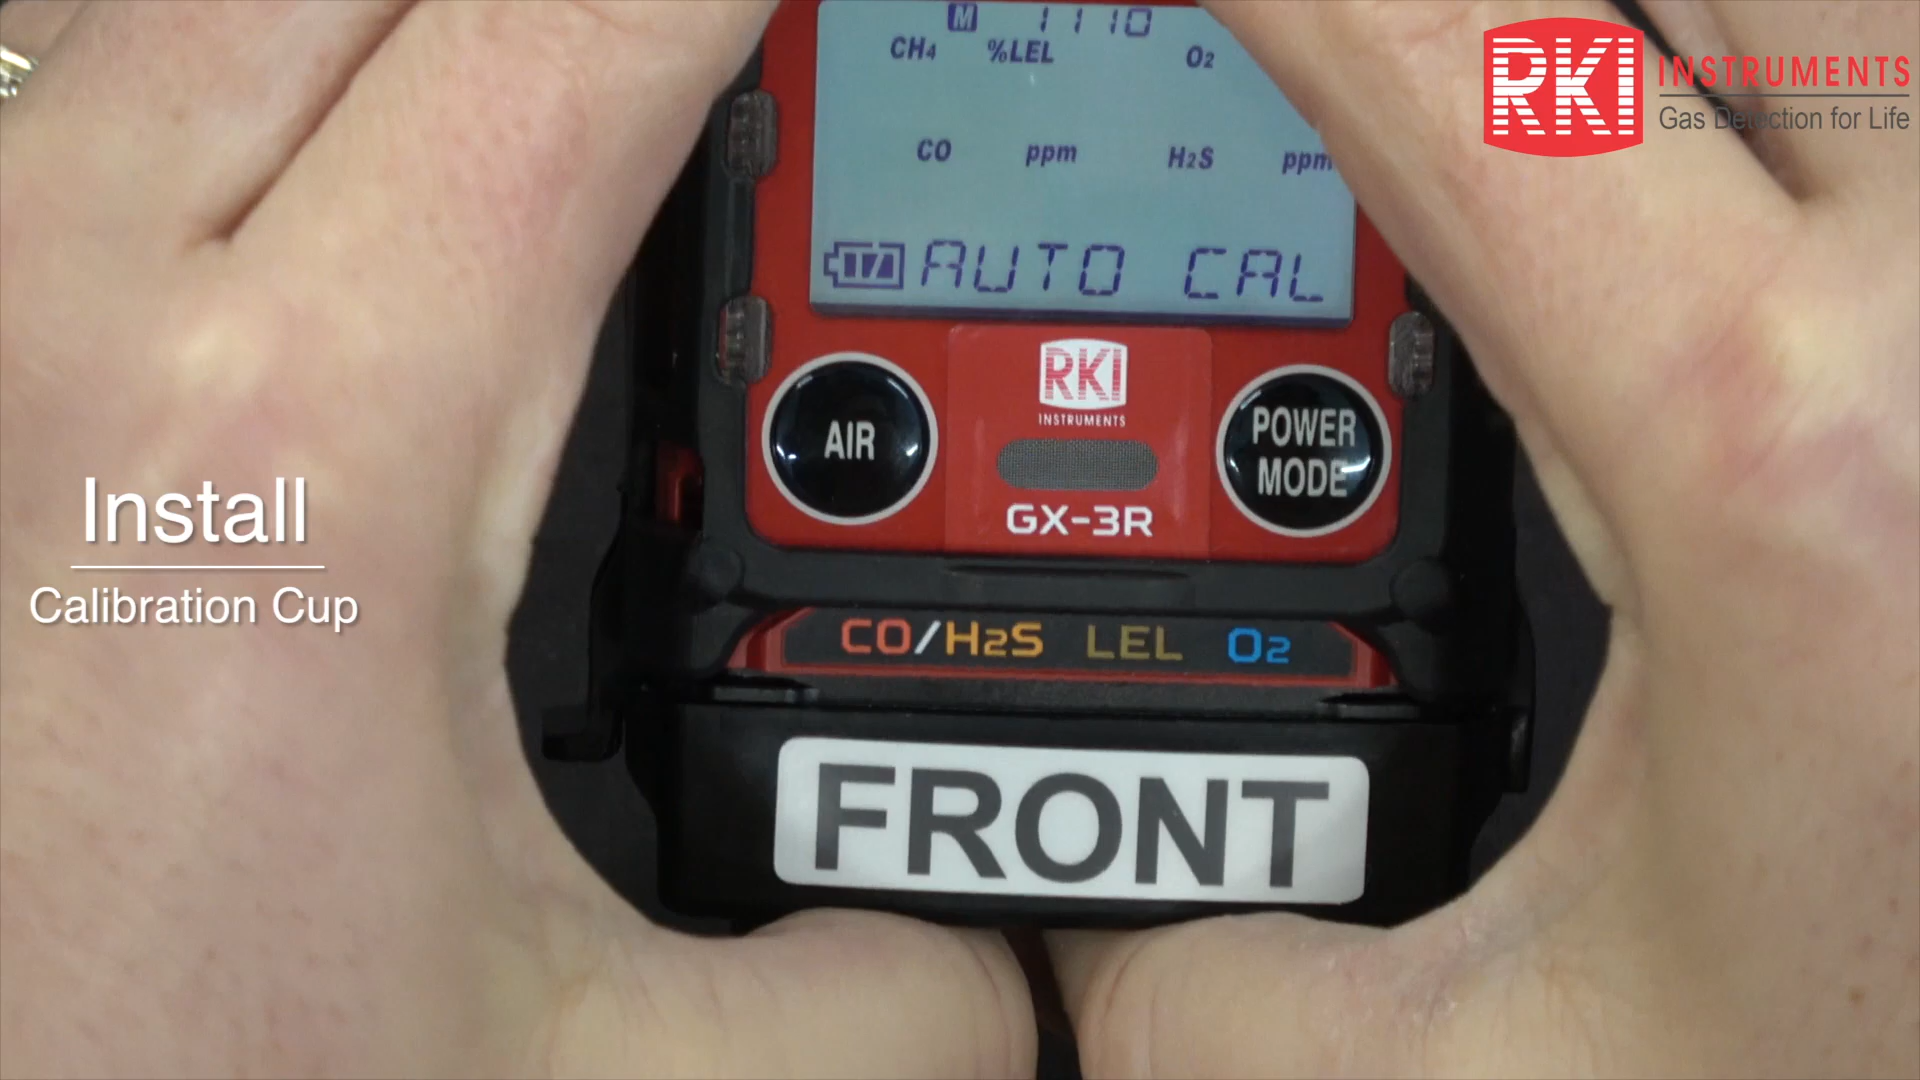 M 1110
CH4 %LEL O2
CO ppm H2S ppm
AUTO CAL
RKI
INSTRUMENTS
AIR
POWER
MODE
GX-3R
CO/H2S LEL O2
FRONT
Install
Calibration Cup
RKI INSTRUMENTS
Gas Detection for Life